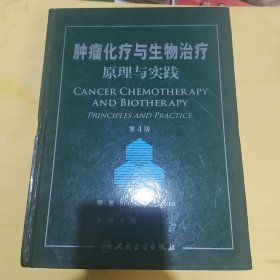 肿瘤化疗与生物治疗
原理与实践
CANCER CHEMOTHERAPY
AND BIOTHERAPY
PRINCIPLES AND PRACTICE
第4版
人民卫生出版社